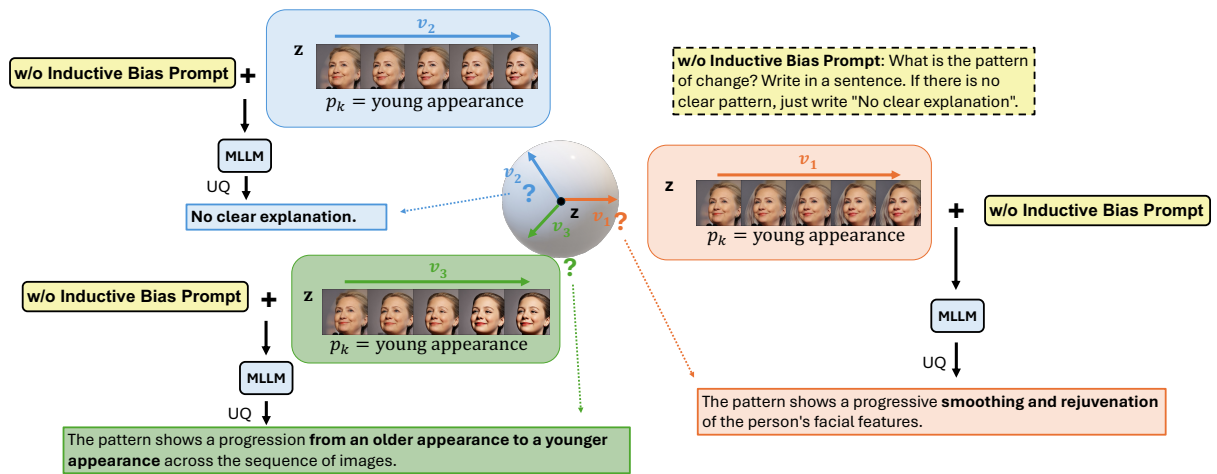 v₂
z
w/o Inductive Bias Prompt +
pₖ = young appearance
MLLM
UQ
No clear explanation.
w/o Inductive Bias Prompt: What is the pattern
of change? Write in a sentence. If there is no
clear pattern, just write "No clear explanation".
v₂
?
z
v₁
?
v₃
?
v₁
z
pₖ = young appearance
+ w/o Inductive Bias Prompt
MLLM
UQ
The pattern shows a progressive smoothing and rejuvenation
of the person's facial features.
v₃
z
w/o Inductive Bias Prompt +
pₖ = young appearance
MLLM
UQ
The pattern shows a progression from an older appearance to a younger
appearance across the sequence of images.